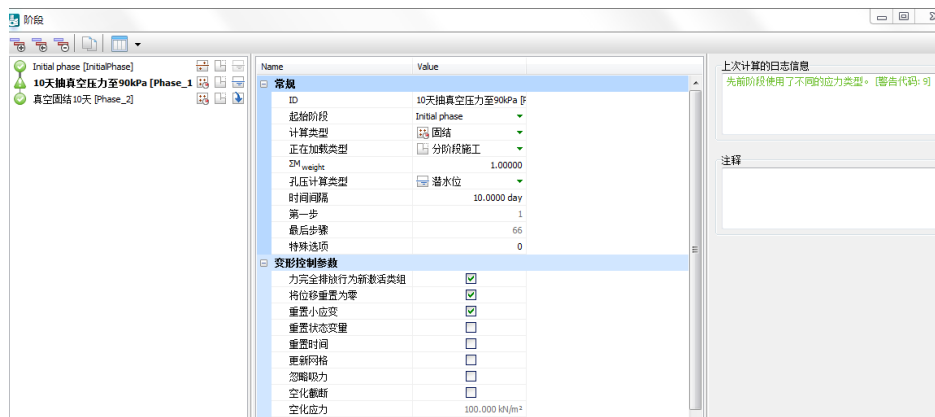 阶段
Initial phase [InitialPhase]
10天抽真空压力至90kPa [Phase_1
真空固结10天 [Phase_2]
Name Value
常规
ID 10天抽真空压力至90kPa [F
起始阶段 Initial phase
计算类型 固结
正在加载类型 分阶段施工
ΣM weight 1.00000
孔压计算类型 潜水位
时间间隔 10.0000 day
第一步 1
最后步骤 66
特殊选项 0
变形控制参数
力完全排放行为新激活类组
将位移重置为零
重置小应变
重置状态变量
重置时间
更新网格
忽略吸力
空化截断
空化应力 100.000 kN/m²
上次计算的日志信息
先前阶段使用了不同的应力类型。 [警告代码: 9]
注释